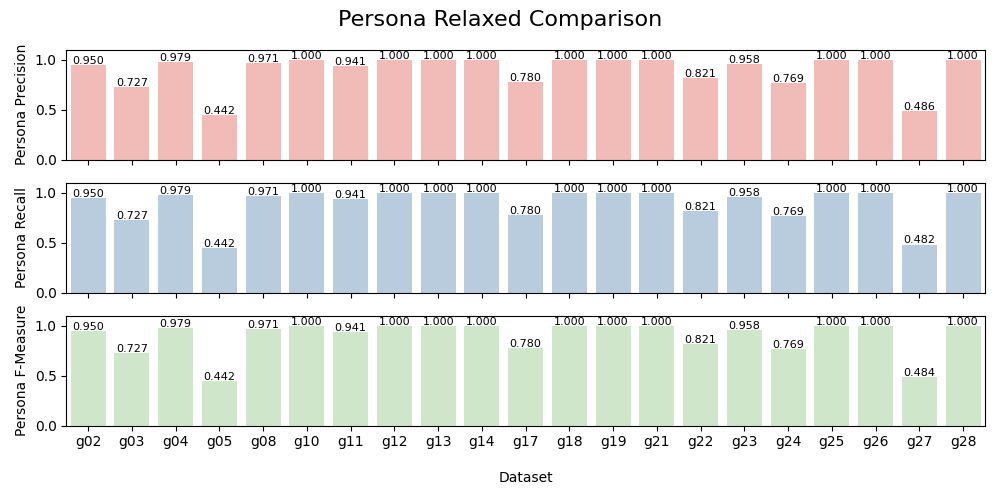 Persona Relaxed Comparison
Persona Precision
1.0
0.5
0.0
0.950 0.727 0.979 0.442 0.971 1.000 0.941 1.000 1.000 1.000 0.780 1.000 1.000 1.000 0.821 0.958 0.769 1.000 1.000 0.486 1.000
Persona Recall
1.0
0.5
0.0
0.950 0.727 0.979 0.442 0.971 1.000 0.941 1.000 1.000 1.000 0.780 1.000 1.000 1.000 0.821 0.958 0.769 1.000 1.000 0.482 1.000
Persona F-Measure
1.0
0.5
0.0
0.950 0.727 0.979 0.442 0.971 1.000 0.941 1.000 1.000 1.000 0.780 1.000 1.000 1.000 0.821 0.958 0.769 1.000 1.000 0.484 1.000
g02 g03 g04 g05 g08 g10 g11 g12 g13 g14 g17 g18 g19 g21 g22 g23 g24 g25 g26 g27 g28
Dataset